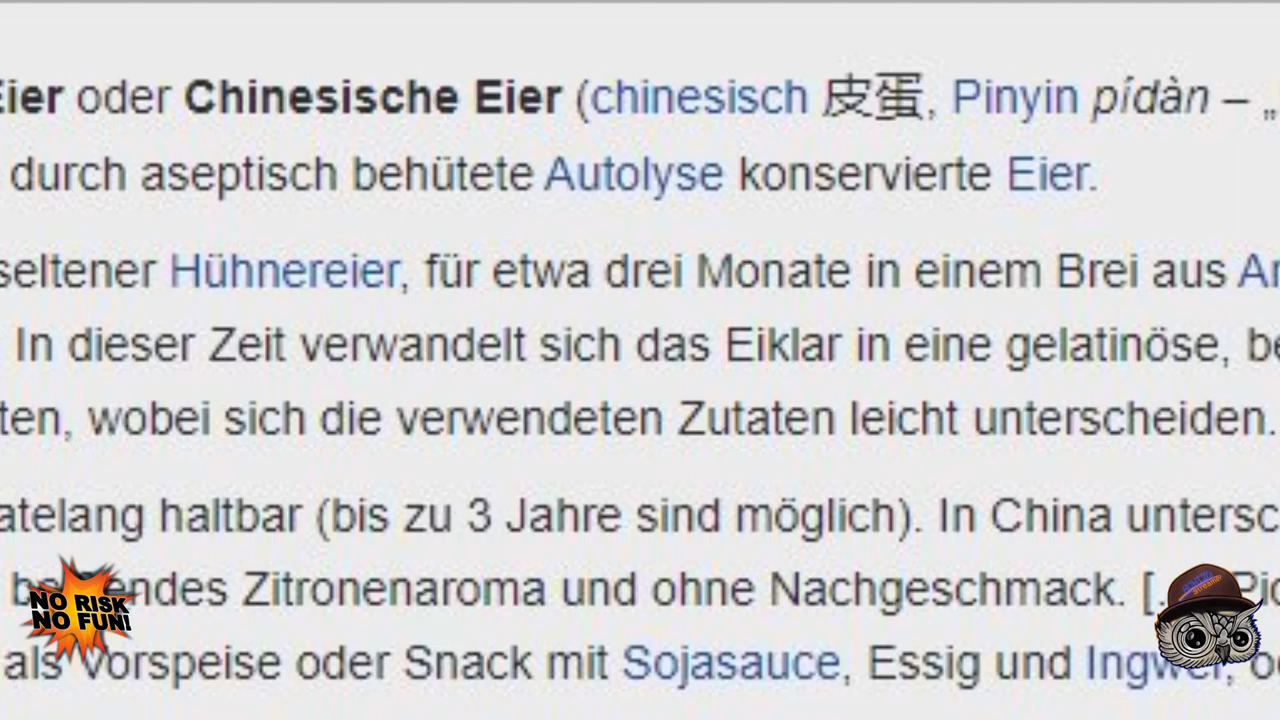 Eier oder Chinesische Eier (chinesisch 皮蛋, Pinyin pídàn – „
durch aseptisch behütete Autolyse konservierte Eier.
seltener Hühnereier, für etwa drei Monate in einem Brei aus
In dieser Zeit verwandelt sich das Eiklar in eine gelatinöse,
wobei sich die verwendeten Zutaten leicht unterscheiden.
haltbar (bis zu 3 Jahre sind möglich). In China
Zitronenaroma und ohne Nachgeschmack. [.
als Vorspeise oder Snack mit Sojasauce, Essig und Ingwer,
NO RISK
NO FUN!